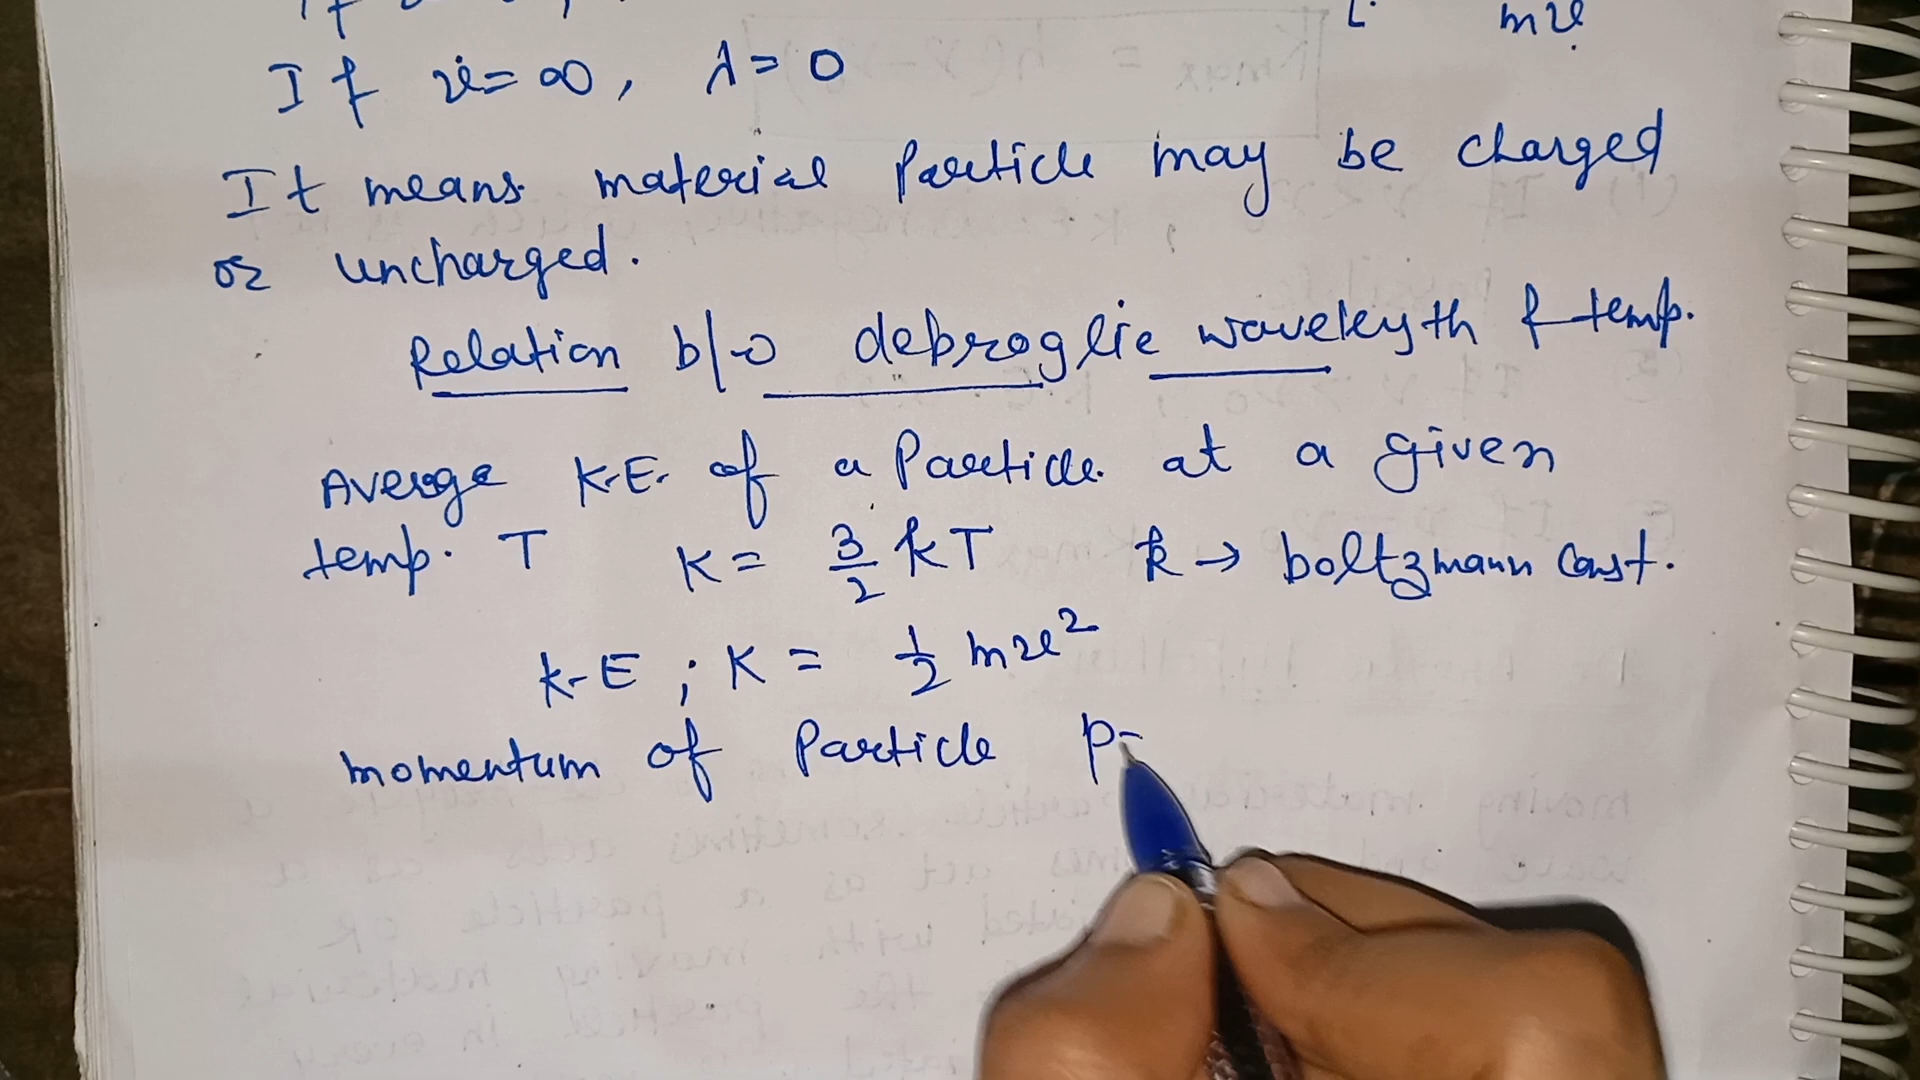 If v = ∞, λ = 0
mv
It means material Particle may be charged
or uncharged.
Relation b/w debroglie wavelength & temp.
Average K.E. of a Particle at a given
temp. T K = 3/2 kT k → boltzmann Const.
k-E ; K = 1/2 mv²
momentum of Particle p=